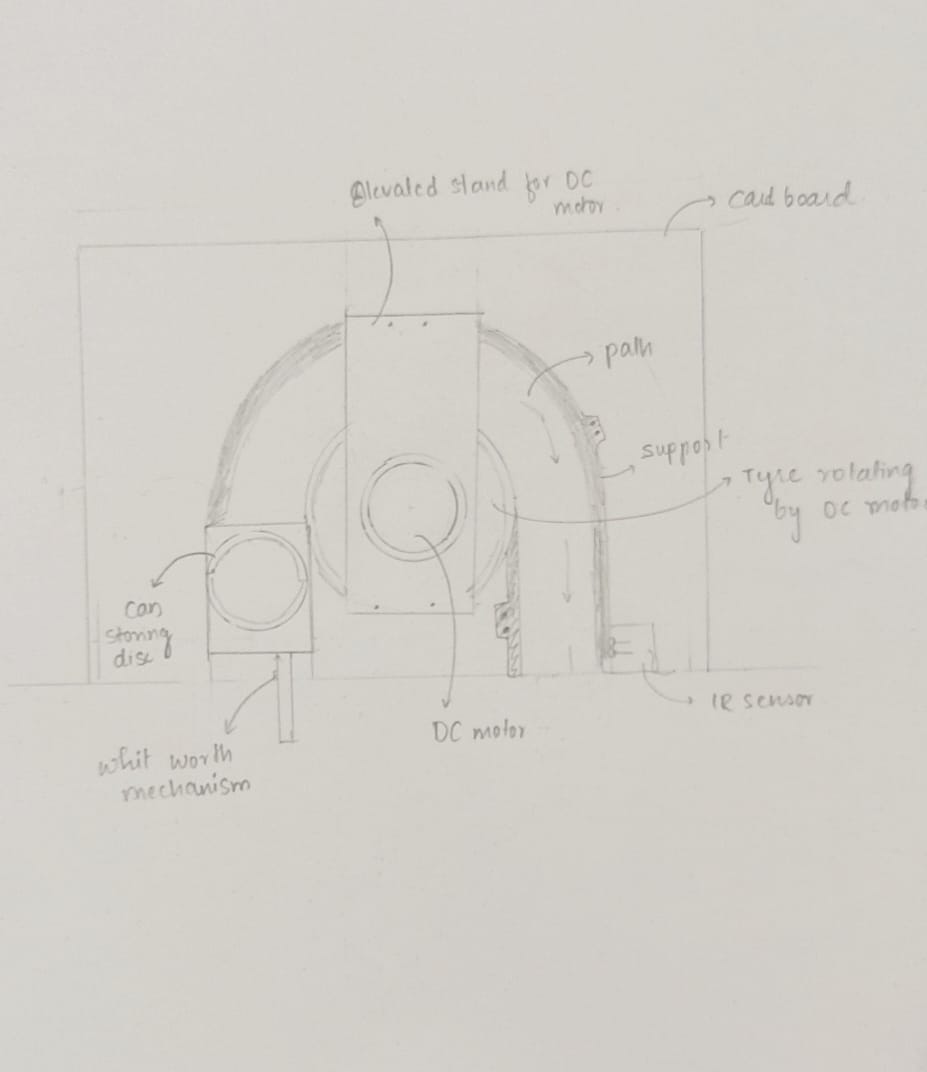 Elevated stand for DC
motor
Card board
path
support
Tyre rotating
by DC motor
Can
storing
disc
IR sensor
DC motor
whit worth
mechanism